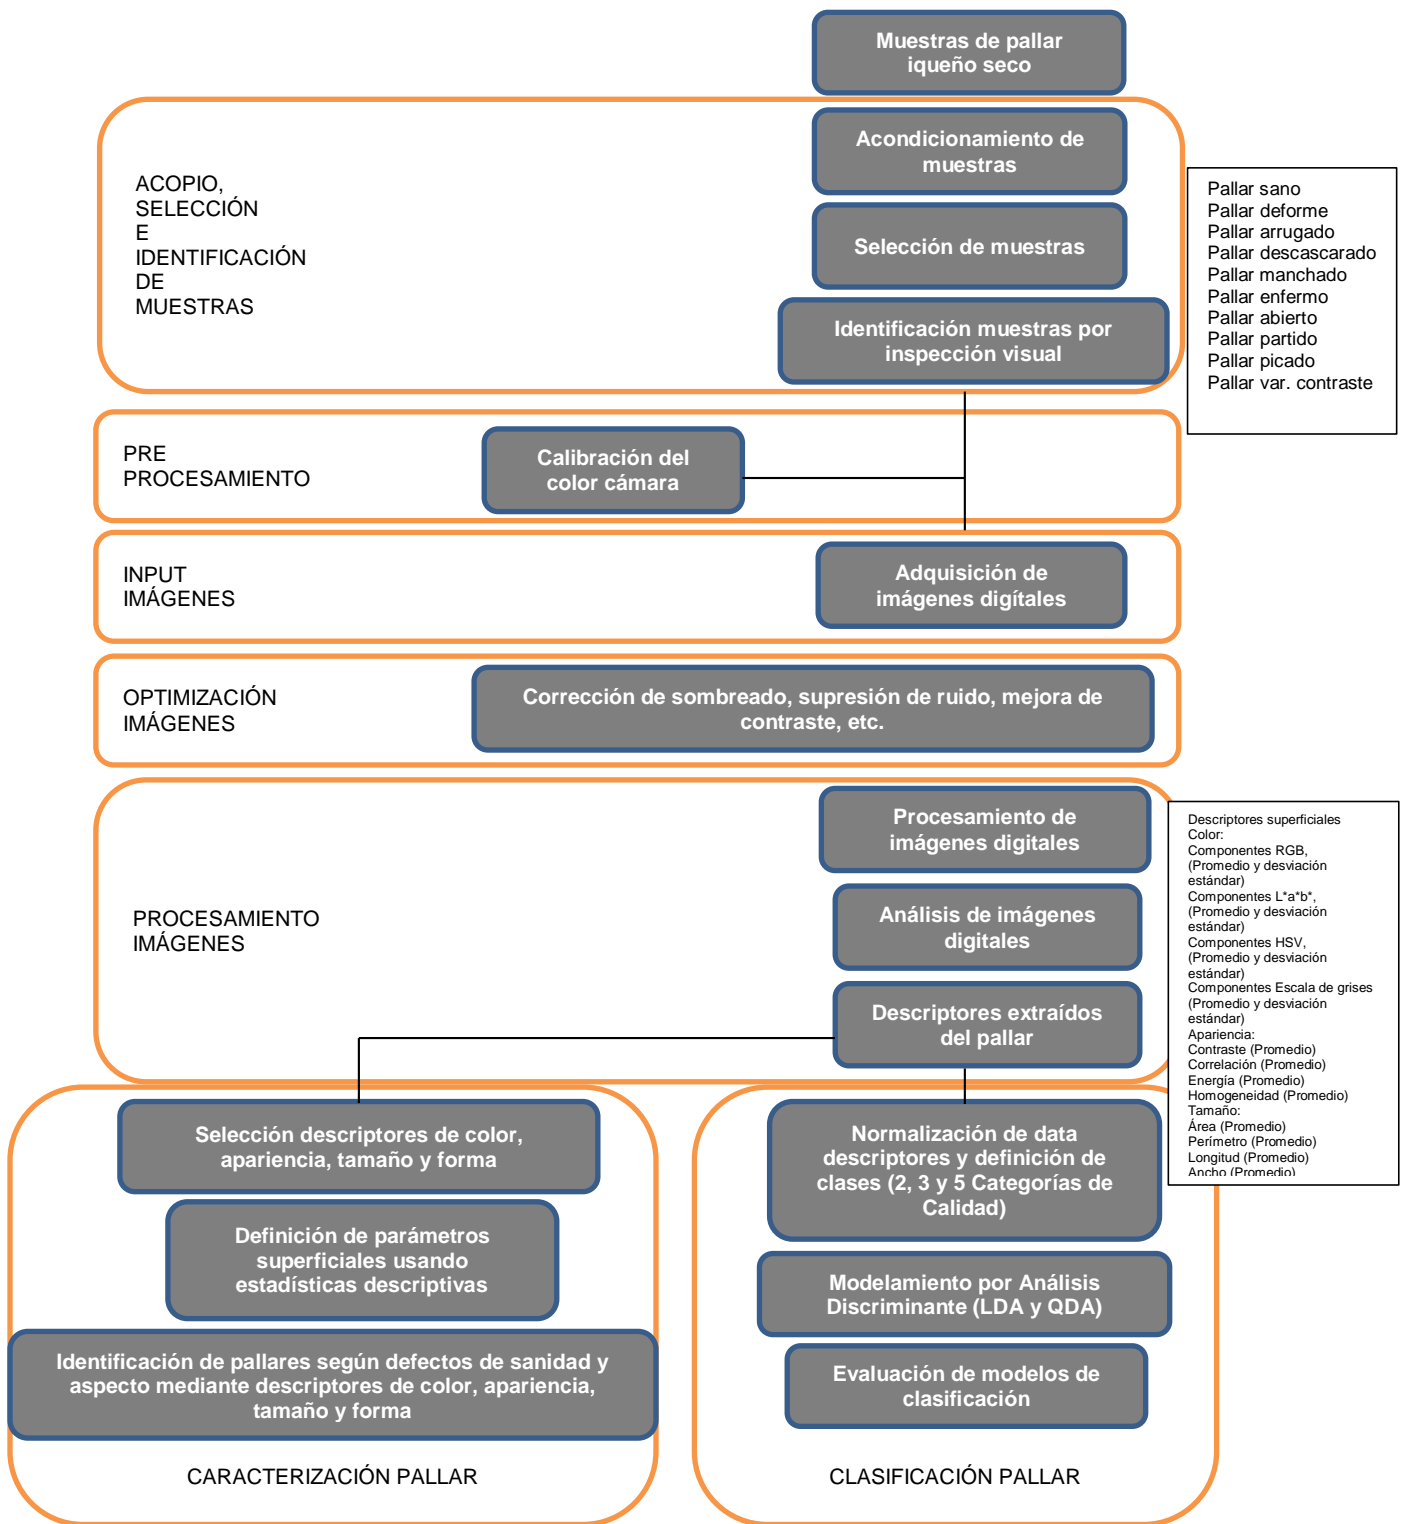 Muestras de pallar
iqueño seco
ACOPIO,
SELECCIÓN
E
IDENTIFICACIÓN
DE
MUESTRAS
Acondicionamiento de
muestras
Selección de muestras
Identificación muestras por
inspección visual
Pallar sano
Pallar deforme
Pallar arrugado
Pallar descascarado
Pallar manchado
Pallar enfermo
Pallar abierto
Pallar partido
Pallar picado
Pallar var. contraste
PRE
PROCESAMIENTO
Calibración del
color cámara
INPUT
IMÁGENES
Adquisición de
imágenes digítales
OPTIMIZACIÓN
IMÁGENES
Corrección de sombreado, supresión de ruido, mejora de
contraste, etc.
PROCESAMIENTO
IMÁGENES
Procesamiento de
imágenes digitales
Análisis de imágenes
digitales
Descriptores extraídos
del pallar
Descriptores superficiales
Color:
Componentes RGB,
(Promedio y desviación
estándar)
Componentes L*a*b*,
(Promedio y desviación
estándar)
Componentes HSV,
(Promedio y desviación
estándar)
Componentes Escala de grises
(Promedio y desviación
estándar)
Apariencia:
Contraste (Promedio)
Correlación (Promedio)
Energía (Promedio)
Homogeneidad (Promedio)
Tamaño:
Área (Promedio)
Perímetro (Promedio)
Longitud (Promedio)
Ancho (Promedio)
Selección descriptores de color,
apariencia, tamaño y forma
Definición de parámetros
superficiales usando
estadísticas descriptivas
Identificación de pallares según defectos de sanidad y
aspecto mediante descriptores de color, apariencia,
tamaño y forma
CARACTERIZACIÓN PALLAR
Normalización de data
descriptores y definición de
clases (2, 3 y 5 Categorías de
Calidad)
Modelamiento por Análisis
Discriminante (LDA y QDA)
Evaluación de modelos de
clasificación
CLASIFICACIÓN PALLAR